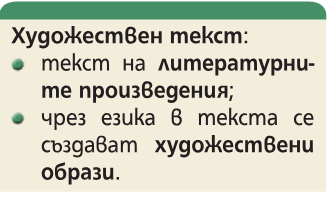 Художествен текст:
• текст на литературни-
те произведения;
• чрез езика в текста се
създават художествени
образи.